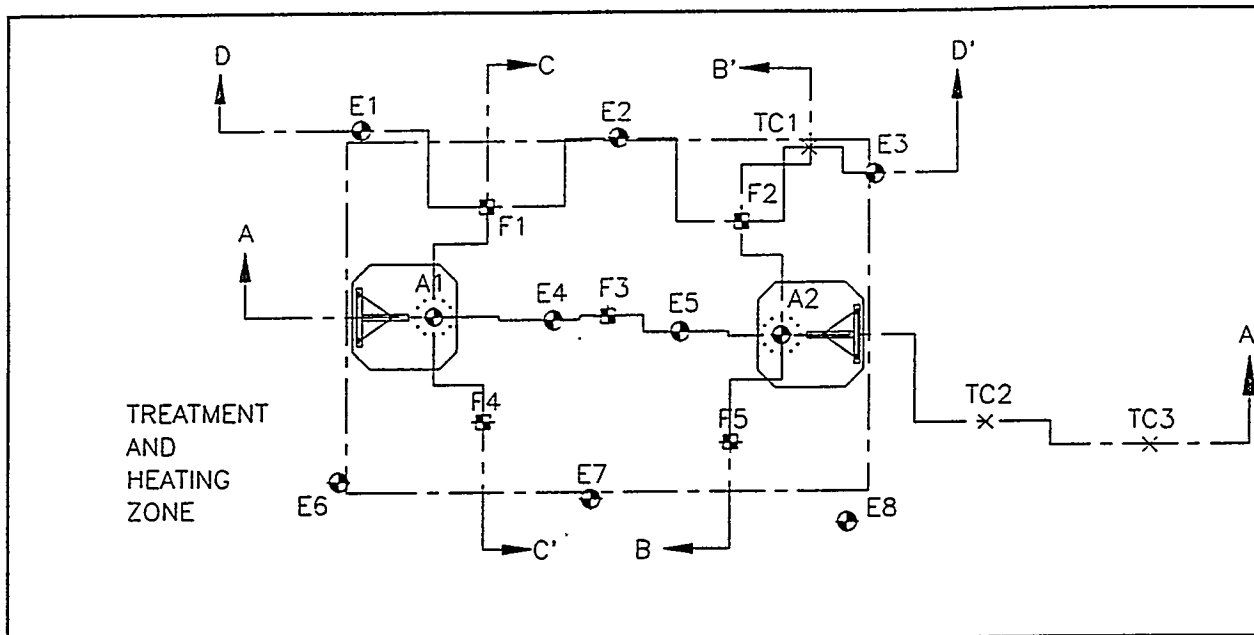 D
C
B'
D'
E1
E2
TC1
E3
F1
F2
A
A1
E4
F3
E5
A2
A
TREATMENT
AND
HEATING
ZONE
F4
F5
TC2
TC3
E6
E7
E8
C'
B